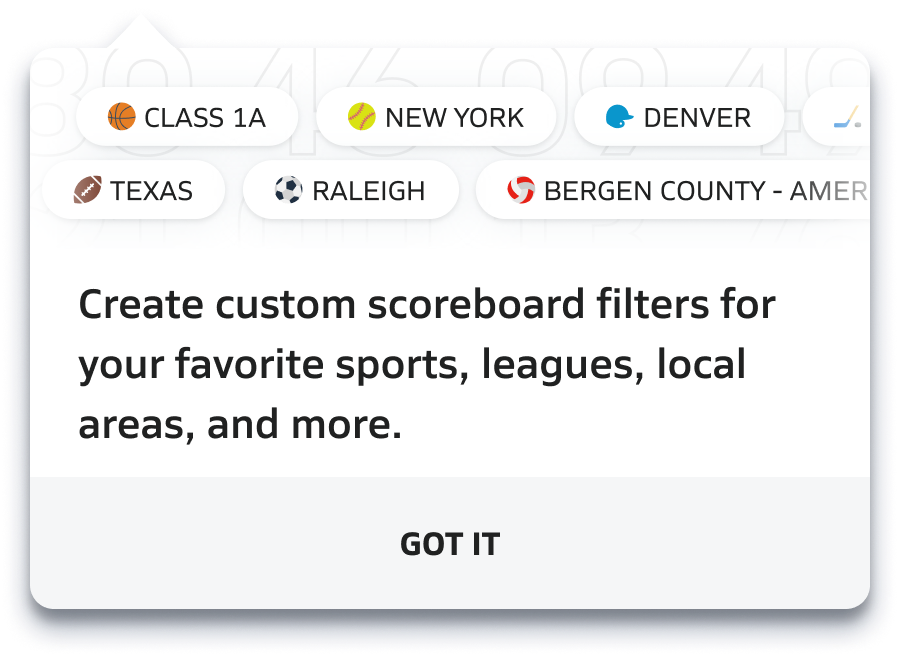 CLASS 1A NEW YORK DENVER
TEXAS RALEIGH BERGEN COUNTY - AMER
Create custom scoreboard filters for
your favorite sports, leagues, local
areas, and more.
GOT IT